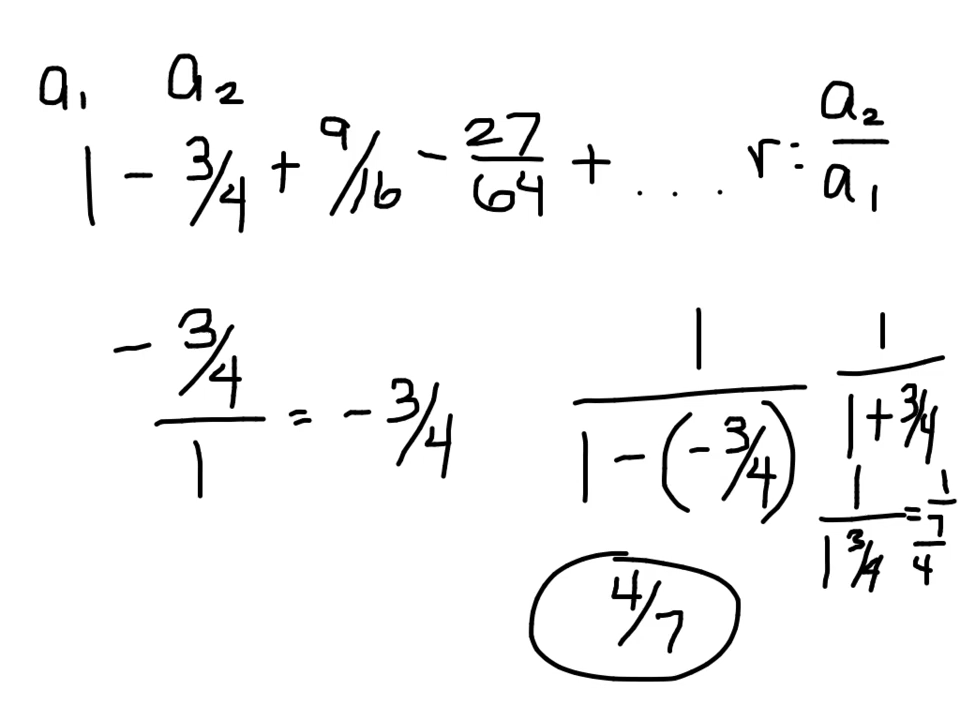 a₁ a₂
1 - 3/4 + 9/16 - 27/64 + . . . r = a₂/a₁
(-3/4)/1 = -3/4
1/(1 - (-3/4))
1/(1 + 3/4)
1/(1 3/4) = 1/(7/4)
4/7